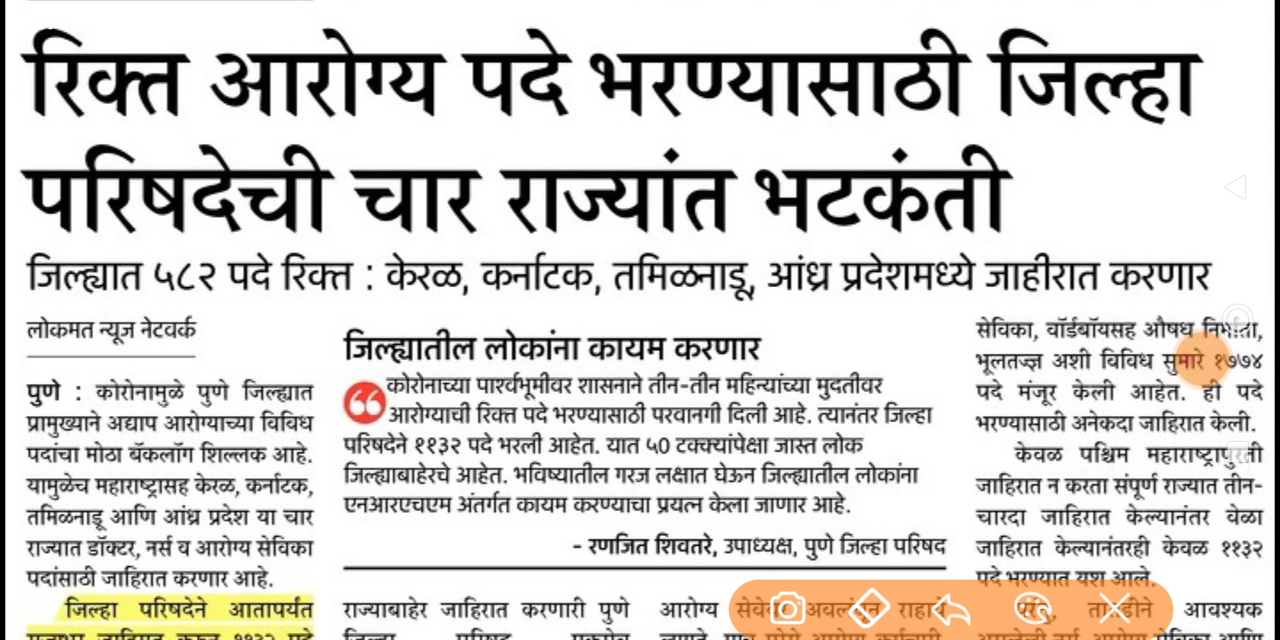 रिक्त आरोग्य पदे भरण्यासाठी जिल्हा
परिषदेची चार राज्यांत भटकंती
जिल्ह्यात ५८२ पदे रिक्त : केरळ, कर्नाटक, तमिळनाडू, आंध्र प्रदेशमध्ये जाहीरात करणार
लोकमत न्यूज नेटवर्क
पुणे : कोरोनामुळे पुणे जिल्ह्यात
प्रामुख्याने अद्याप आरोग्याच्या विविध
पदांचा मोठा बॅकलॉग शिल्लक आहे.
यामुळेच महाराष्ट्रासह केरळ, कर्नाटक,
तमिळनाडू आणि आंध्र प्रदेश या चार
राज्यात डॉक्टर, नर्स व आरोग्य सेविका
पदांसाठी जाहिरात करणार आहे.
जिल्हा परिषदेने आतापर्यंत
जिल्ह्यातील लोकांना कायम करणार
कोरोनाच्या पार्श्वभूमीवर शासनाने तीन-तीन महिन्यांच्या मुदतीवर
आरोग्याची रिक्त पदे भरण्यासाठी परवानगी दिली आहे. त्यानंतर जिल्हा
परिषदेने ११३२ पदे भरली आहेत. यात ५० टक्क्यांपेक्षा जास्त लोक
जिल्ह्याबाहेरचे आहेत. भविष्यातील गरज लक्षात घेऊन जिल्ह्यातील लोकांना
एनआरएचएम अंतर्गत कायम करण्याचा प्रयत्न केला जाणार आहे.
- रणजित शिवतरे, उपाध्यक्ष, पुणे जिल्हा परिषद
राज्याबाहेर जाहिरात करणारी पुणे
आरोग्य
सेविका, वॉर्डबॉयसह औषध निर्माता,
भूलतज्ज्ञ अशी विविध सुमारे १७७४
पदे मंजूर केली आहेत. ही पदे
भरण्यासाठी अनेकदा जाहिरात केली.
केवळ पश्चिम महाराष्ट्रापुरती
जाहिरात न करता संपूर्ण राज्यात तीन-
चारदा जाहिरात केल्यानंतर वेळा
जाहिरात केल्यानंतरही केवळ ११३२
पदे भरण्यात यश आले.
आवश्यक